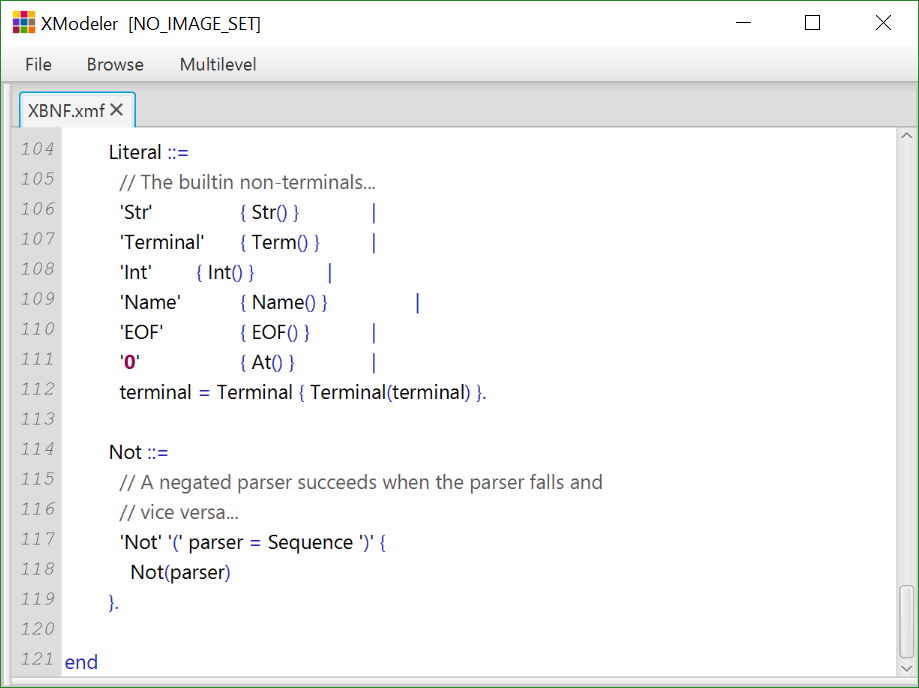 XModeler [NO_IMAGE_SET]
File Browse Multilevel
XBNF.xmf
104 Literal ::=
105 // The builtin non-terminals...
106 'Str' { Str() } |
107 'Terminal' { Term() } |
108 'Int' { Int() } |
109 'Name' { Name() } |
110 'EOF' { EOF() } |
111 '0' { At() } |
112 terminal = Terminal { Terminal(terminal) }.
113
114 Not ::=
115 // A negated parser succeeds when the parser falls and
116 // vice versa...
117 'Not' '(' parser = Sequence ')' {
118 Not(parser)
119 }.
120
121 end